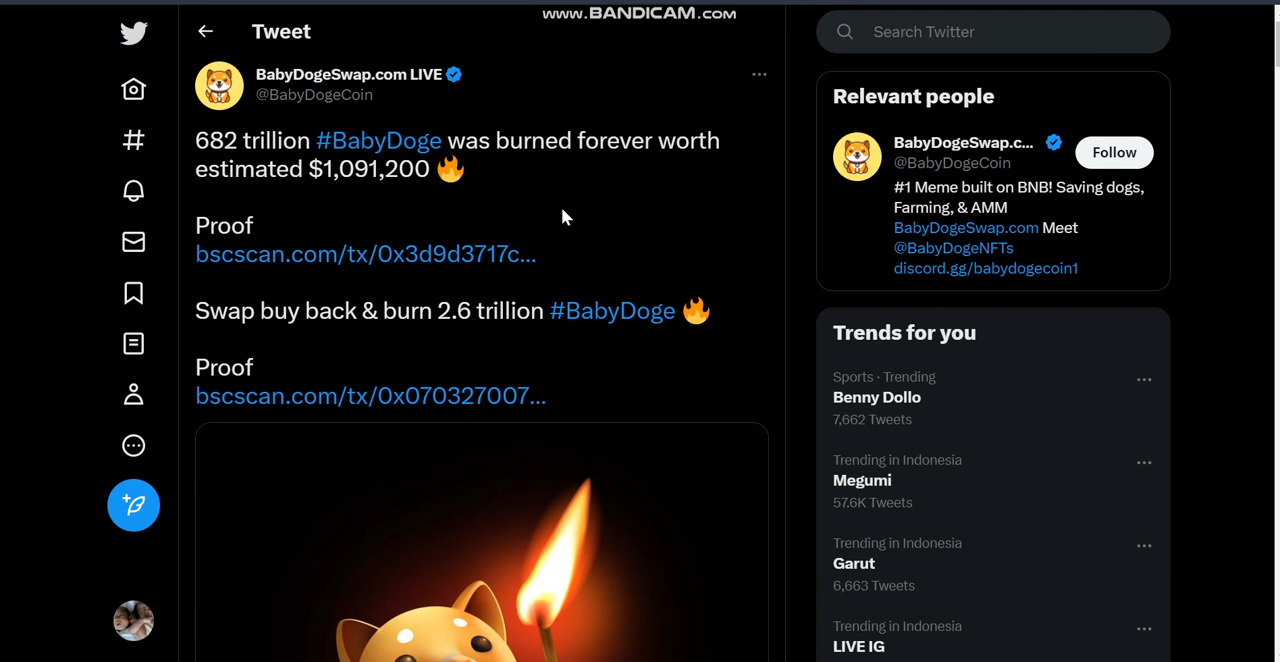 www.BANDICAM.com
Tweet
BabyDogeSwap.com LIVE
@BabyDogeCoin
682 trillion #BabyDoge was burned forever worth
estimated $1,091,200 🔥
Proof
bscscan.com/tx/0x3d9d3717c...
Swap buy back & burn 2.6 trillion #BabyDoge 🔥
Proof
bscscan.com/tx/0x070327007...
Search Twitter
Relevant people
BabyDogeSwap.c...
@BabyDogeCoin
Follow
#1 Meme built on BNB! Saving dogs,
Farming, & AMM
BabyDogeSwap.com Meet
@BabyDogeNFTs
discord.gg/babydogecoin1
Trends for you
Sports · Trending
Benny Dollo
7,662 Tweets
Trending in Indonesia
Megumi
57.6K Tweets
Trending in Indonesia
Garut
6,663 Tweets
Trending in Indonesia
LIVE IG